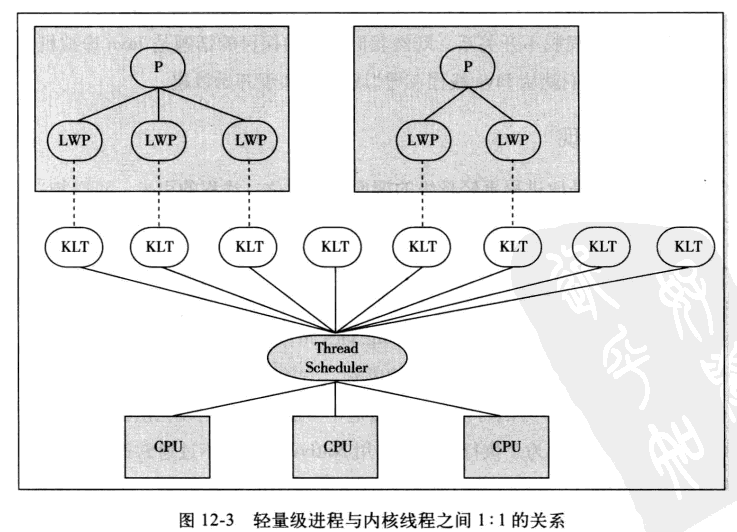 P
P
LWP
LWP
LWP
LWP
LWP
KLT
KLT
KLT
KLT
KLT
KLT
KLT
KLT
Thread
Scheduler
CPU
CPU
CPU
图 12-3 轻量级进程与内核线程之间 1:1 的关系